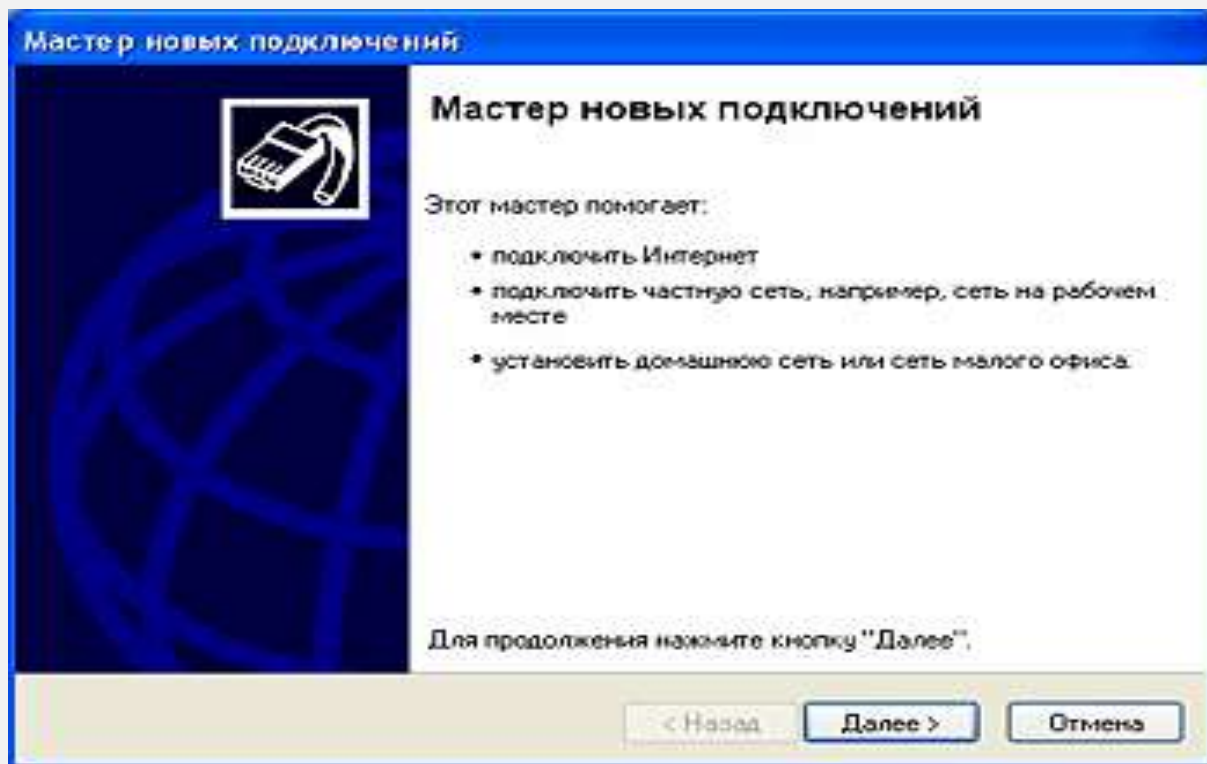 Мастер новых подключений
Мастер новых подключений
Этот мастер помогает:
• подключить Интернет
• подключить частную сеть, например, сеть на рабочем
месте
• установить домашнюю сеть или сеть малого офиса.
Для продолжения нажмите кнопку "Далее".
< Назад Далее > Отмена